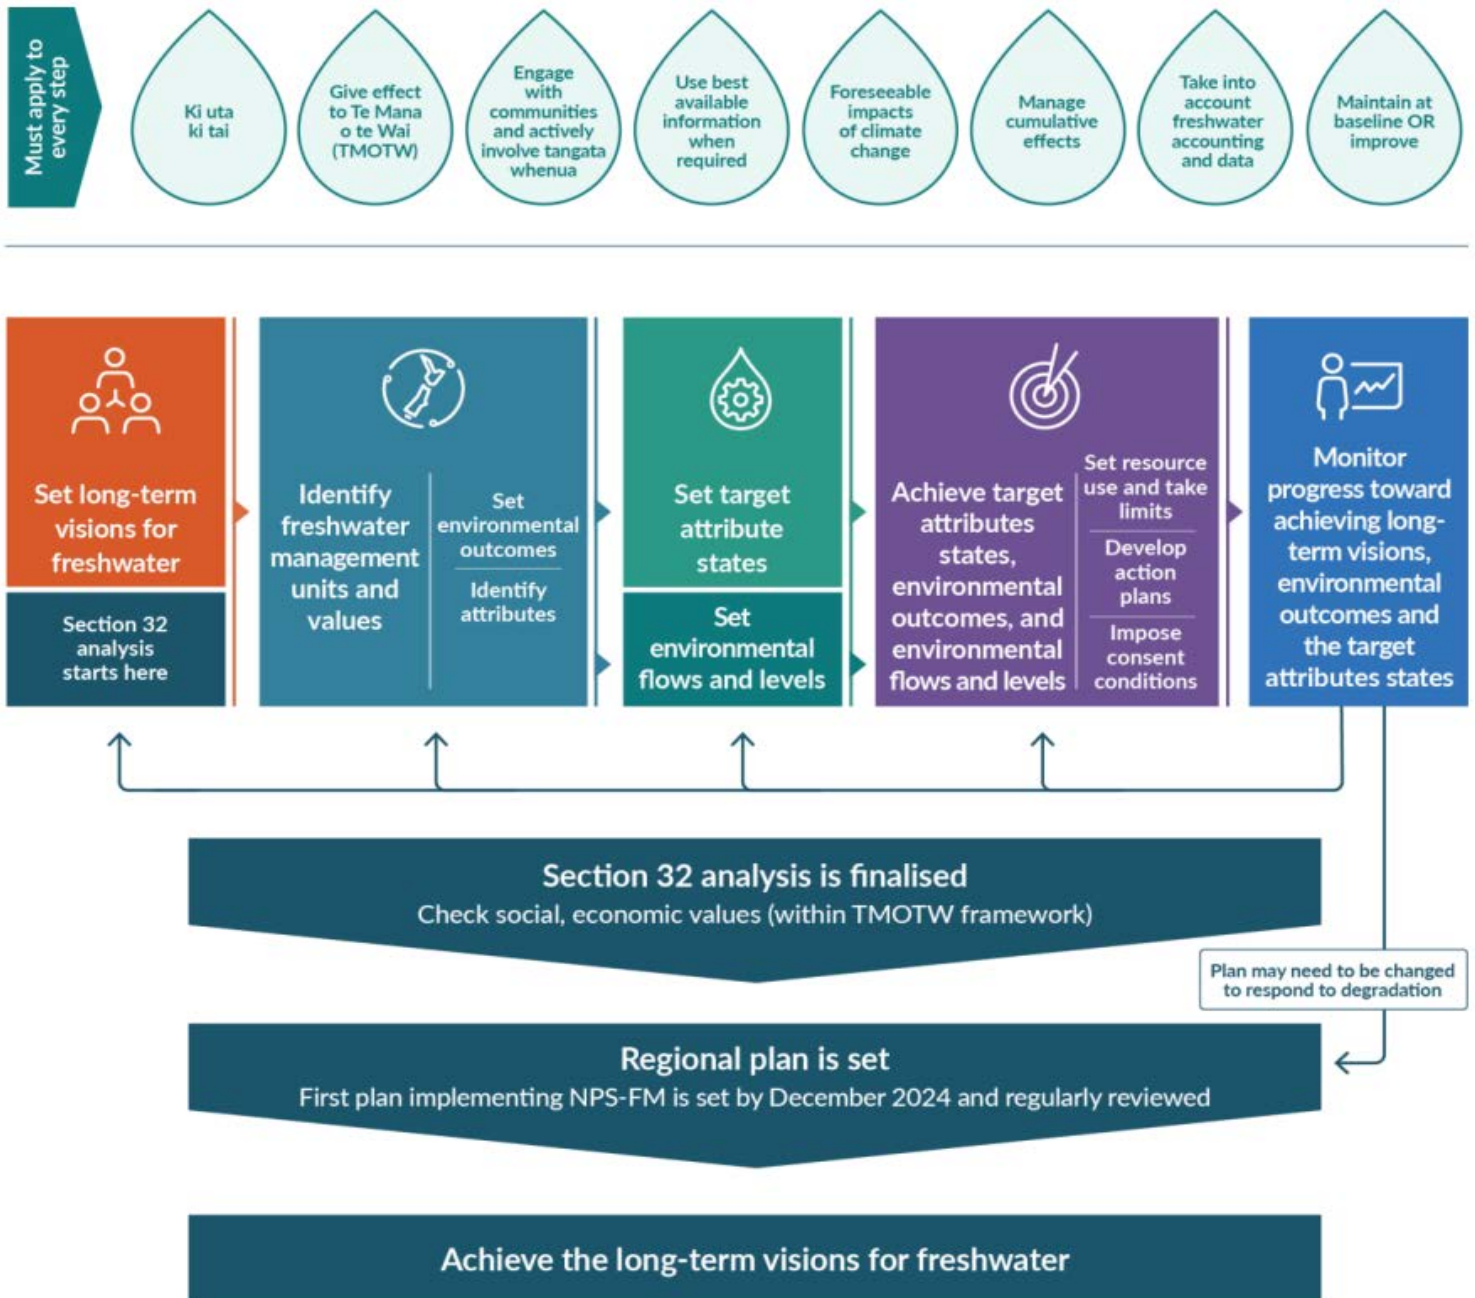 Must apply to
every step
Ki uta
ki tai
Give effect
to Te Mana
o te Wai
(TMOTW)
Engage
with
communities
and actively
involve tangata
whenua
Use best
available
information
when
required
Foreseeable
impacts
of climate
change
Manage
cumulative
effects
Take into
account
freshwater
accounting
and data
Maintain at
baseline OR
improve
Set long-term
visions for
freshwater
Section 32
analysis
starts here
Identify
freshwater
management
units and
values
Set
environmental
outcomes
Identify
attributes
Set target
attribute
states
Set
environmental
flows and levels
Achieve target
attributes
states,
environmental
outcomes, and
environmental
flows and levels
Set resource
use and take
limits
Develop
action
plans
Impose
consent
conditions
Monitor
progress toward
achieving long-
term visions,
environmental
outcomes and
the target
attributes states
Section 32 analysis is finalised
Check social, economic values (within TMOTW framework)
Plan may need to be changed
to respond to degradation
Regional plan is set
First plan implementing NPS-FM is set by December 2024 and regularly reviewed
Achieve the long-term visions for freshwater